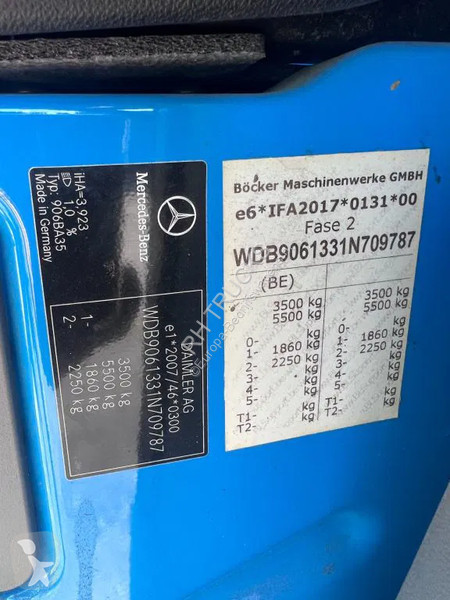 Mercedes-Benz
iHA=3,923
1,0 %
Typ: 906BA35
Made in Germany
DAIMLER AG
e1*2007/46*0300
WDB9061331N709787
3500 kg
5500 kg
1- 1860 kg
2- 2250 kg
Böcker Maschinenwerke GMBH
e6*IFA2017*0131*00
Fase 2
WDB9061331N709787
(BE)
3500 kg 3500 kg
5500 kg 5500 kg
0- kg 0- kg
1- 1860 kg 1- 1860 kg
2- 2250 kg 2- 2250 kg
3- kg 3- kg
4- kg 4- kg
5- kg 5- kg
T1- kg T1- kg
T2- kg T2- kg